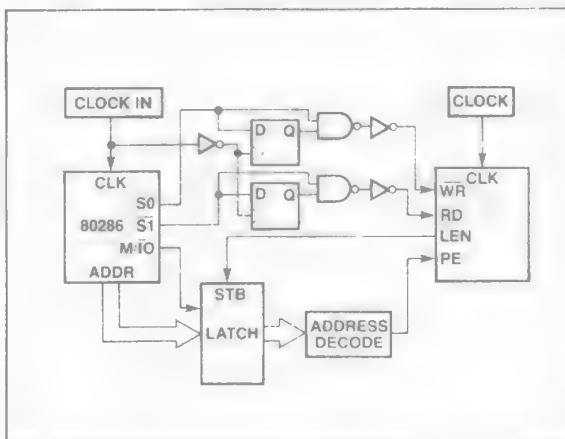 CLOCK IN
CLOCK
D Q
CLK
CLK
WR
S0
80286
S1
D Q
RD
LEN
M/IO
PE
ADDR
STB
LATCH
ADDRESS
DECODE